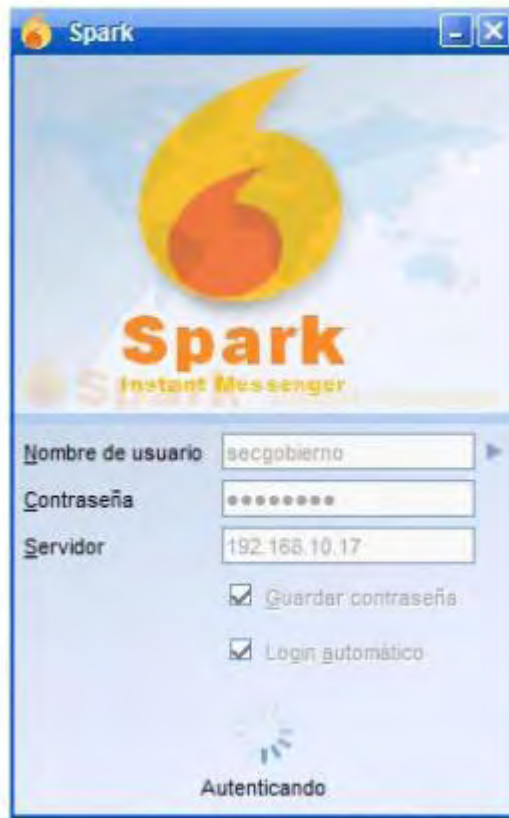 Spark
Spark
Instant Messenger
Nombre de usuario secgobierno
Contraseña ●●●●●●●●
Servidor 192.168.10.17
Guardar contraseña
Login automático
Autenticando